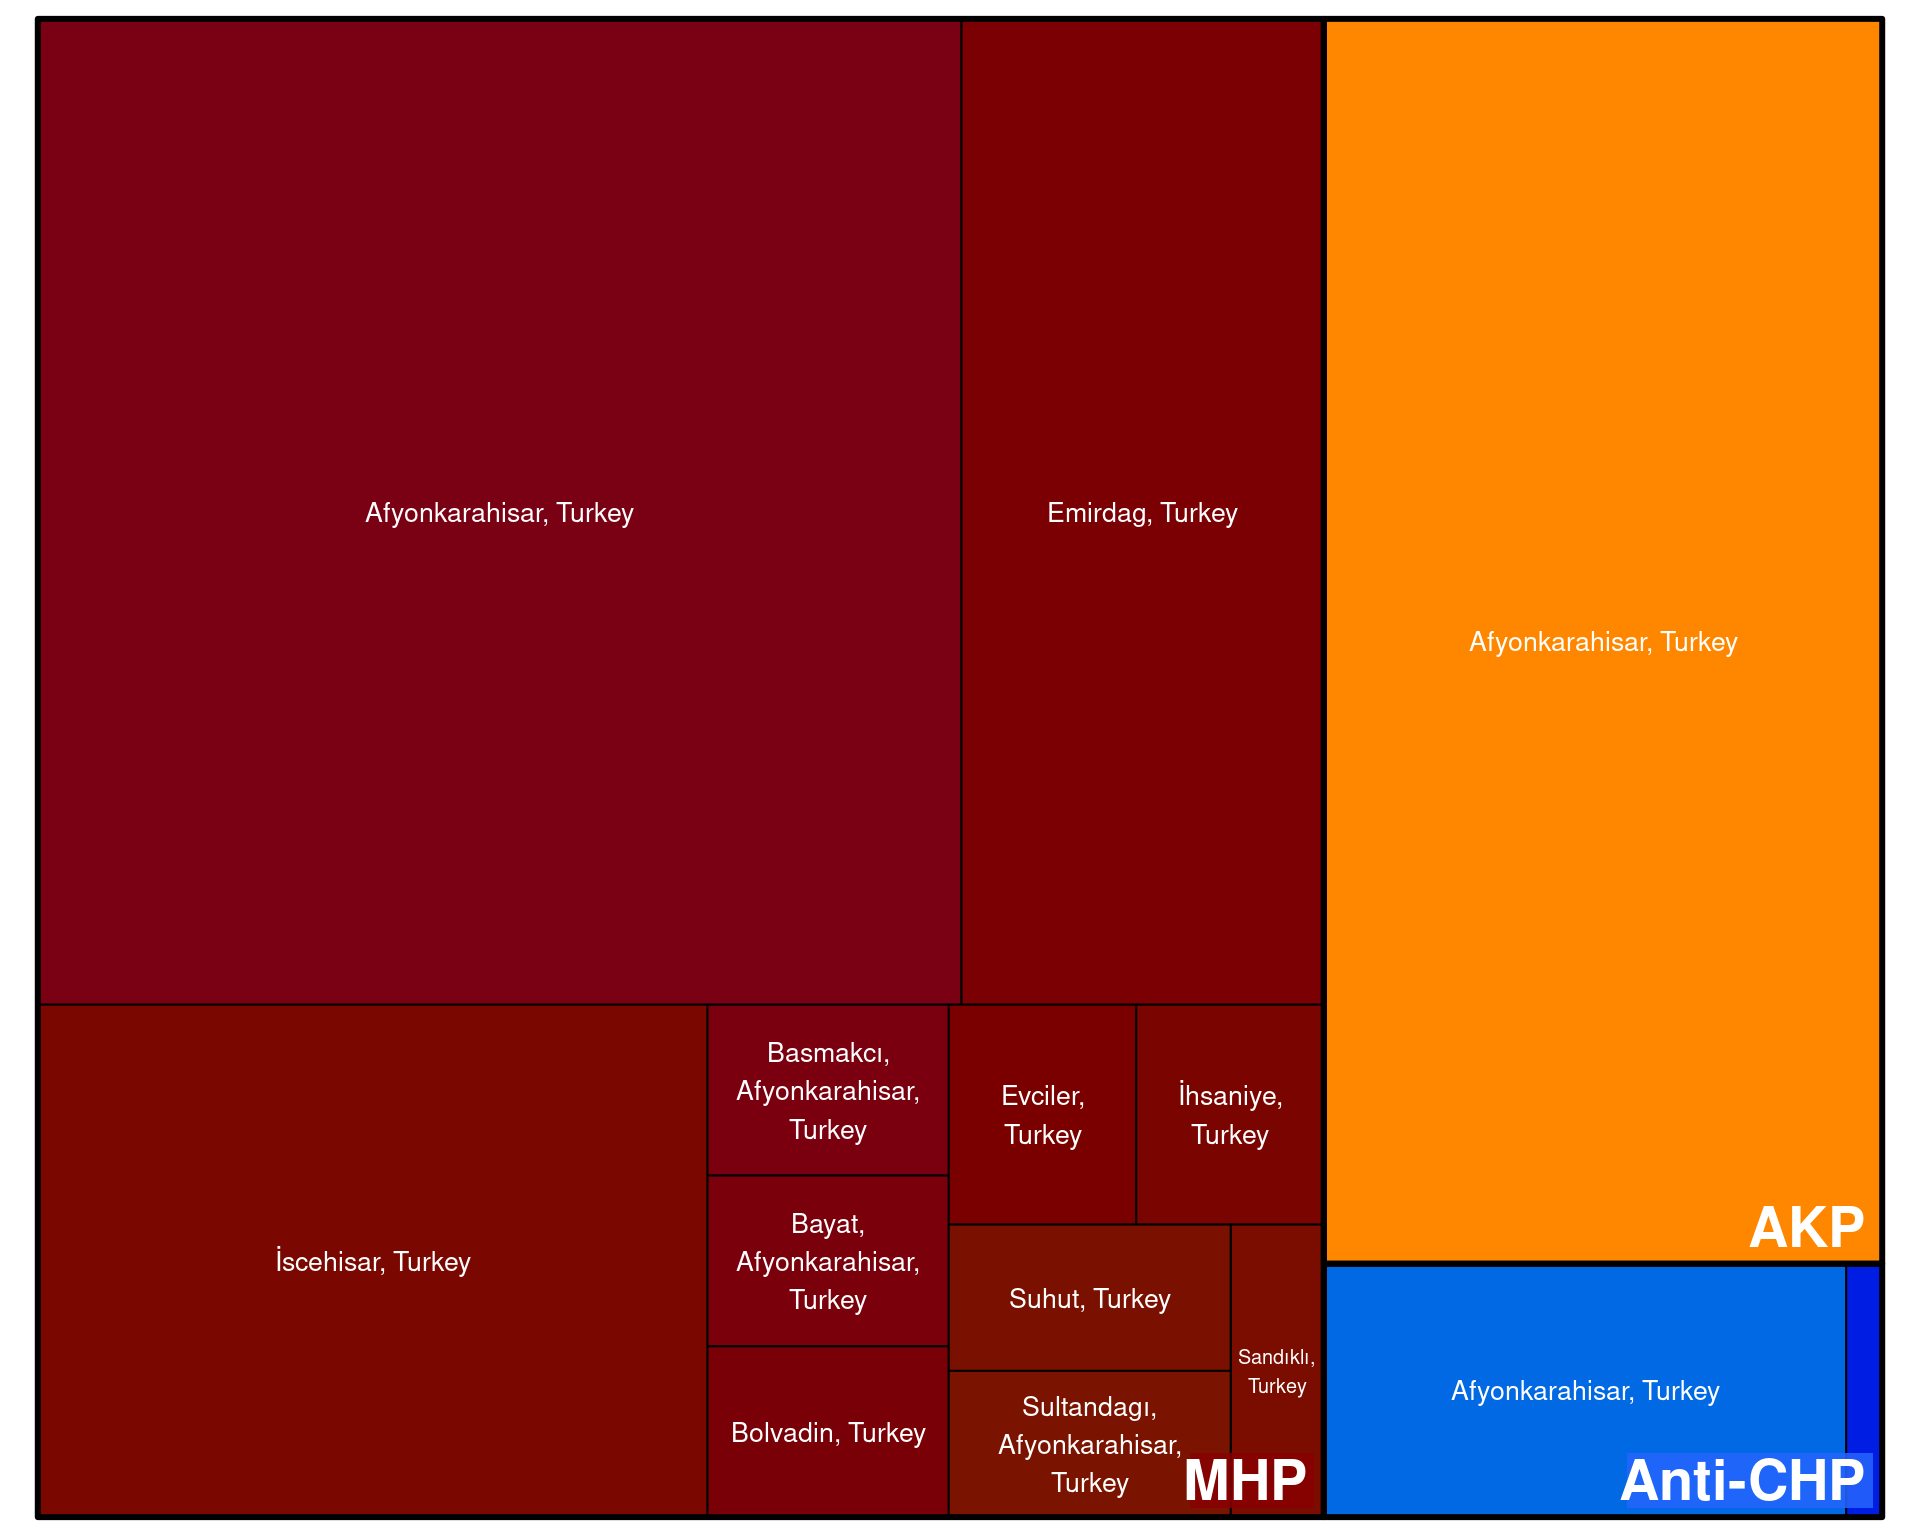 Afyonkarahisar, Turkey
Emirdag, Turkey
Afyonkarahisar, Turkey
İscehisar, Turkey
Basmakcı,
Afyonkarahisar,
Turkey
Bayat,
Afyonkarahisar,
Turkey
Bolvadin, Turkey
Evciler,
Turkey
İhsaniye,
Turkey
Suhut, Turkey
Sandıklı,
Turkey
Sultandagı,
Afyonkarahisar,
Turkey
MHP
AKP
Afyonkarahisar, Turkey
Anti-CHP